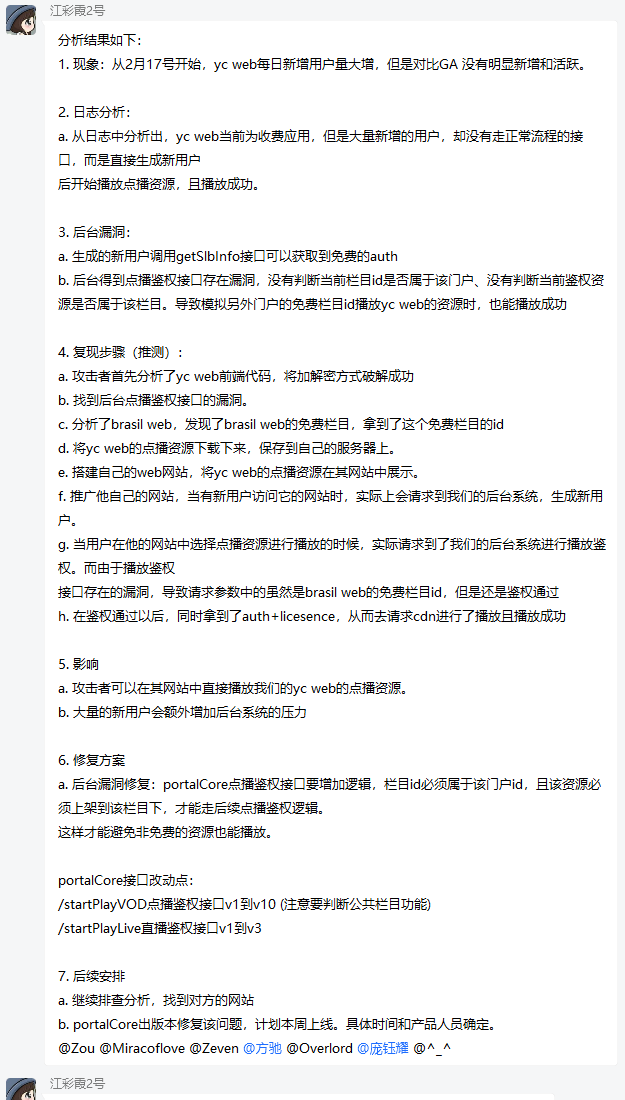 江彩霞2号
分析结果如下：
1. 现象：从2月17号开始，yc web每日新增用户量大增，但是对比GA 没有明显新增和活跃。
2. 日志分析：
a. 从日志中分析出，yc web当前为收费应用，但是大量新增的用户，却没有走正常流程的接
口，而是直接生成新用户
后开始播放点播资源，且播放成功。
3. 后台漏洞：
a. 生成的新用户调用getSlbInfo接口可以获取到免费的auth
b. 后台得到点播鉴权接口存在漏洞，没有判断当前栏目id是否属于该门户、没有判断当前鉴权资
源是否属于该栏目。导致模拟另外门户的免费栏目id播放yc web的资源时，也能播放成功
4. 复现步骤（推测）：
a. 攻击者首先分析了yc web前端代码，将加解密方式破解成功
b. 找到后台点播鉴权接口的漏洞。
c. 分析了brasil web，发现了brasil web的免费栏目，拿到了这个免费栏目的id
d. 将yc web的点播资源下载下来，保存到自己的服务器上。
e. 搭建自己的web网站，将yc web的点播资源在其网站中展示。
f. 推广他自己的网站，当有新用户访问它的网站时，实际上会请求到我们的后台系统，生成新用
户。
g. 当用户在他的网站中选择点播资源进行播放的时候，实际请求到了我们的后台系统进行播放鉴
权。而由于播放鉴权
接口存在的漏洞，导致请求参数中的虽然是brasil web的免费栏目id，但是还是鉴权通过
h. 在鉴权通过以后，同时拿到了auth+licesence，从而去请求cdn进行了播放且播放成功
5. 影响
a. 攻击者可以在其网站中直接播放我们的yc web的点播资源。
b. 大量的新用户会额外增加后台系统的压力
6. 修复方案
a. 后台漏洞修复：portalCore点播鉴权接口要增加逻辑，栏目id必须属于该门户id，且该资源必
须上架到该栏目下，才能走后续点播鉴权逻辑。
这样才能避免非免费的资源也能播放。
portalCore接口改动点：
/startPlayVOD点播鉴权接口v1到v10 (注意要判断公共栏目功能)
/startPlayLive直播鉴权接口v1到v3
7. 后续安排
a. 继续排查分析，找到对方的网站
b. portalCore出版本修复该问题，计划本周上线。具体时间和产品人员确定。
@Zou @Miracoflove @Zeven @方驰 @Overlord @庞钰耀 @^_^
江彩霞2号